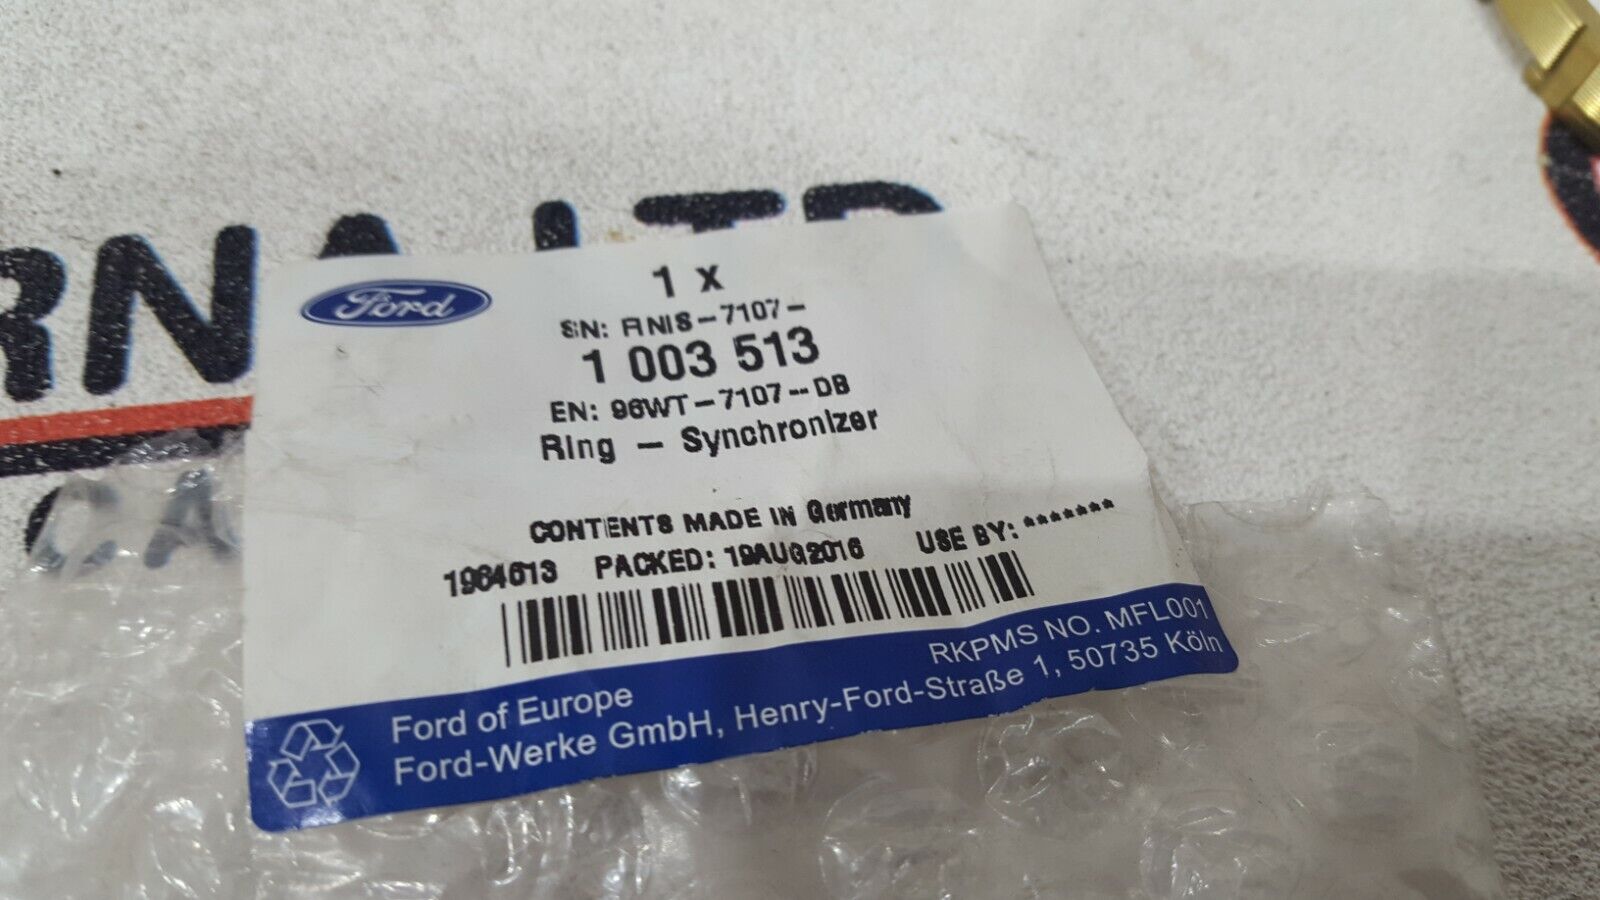 Ford
1 x
SN: FINIS-7107-
1 003 513
EN: 96WT-7107--DB
Ring - Synchronizer
CONTENTS MADE IN Germany
1964613 PACKED: 19AUG2016 USE BY: *******
RKPMS NO. MFL001
Ford of Europe
Ford-Werke GmbH, Henry-Ford-Straße 1, 50735 Köln